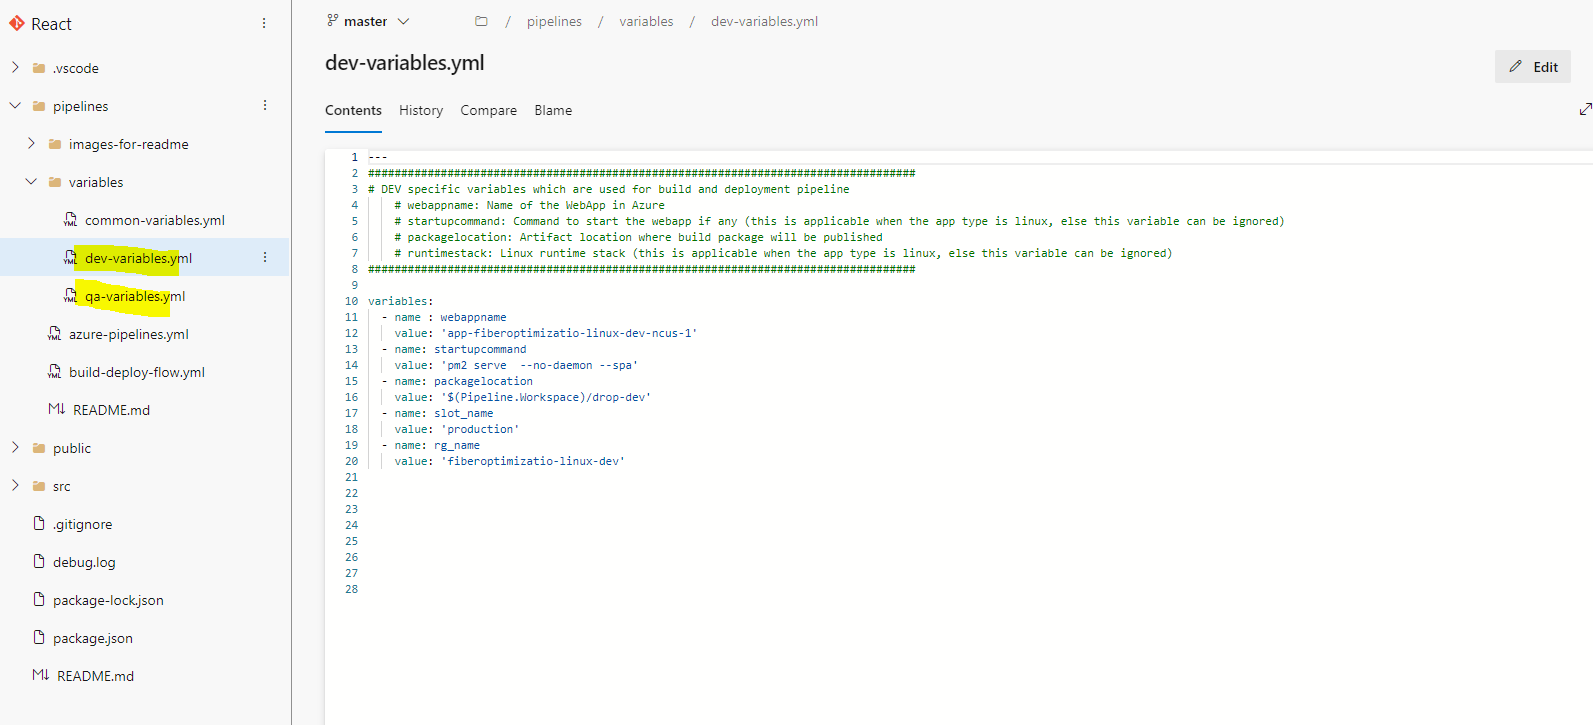 React
.vscode
pipelines
images-for-readme
variables
common-variables.yml
dev-variables.yml
qa-variables.yml
azure-pipelines.yml
build-deploy-flow.yml
README.md
public
src
.gitignore
debug.log
package-lock.json
package.json
README.md
master
/ pipelines / variables / dev-variables.yml
dev-variables.yml
Edit
Contents History Compare Blame
1 ---
2 ###################################################################################
3 # DEV specific variables which are used for build and deployment pipeline
4 # webappname: Name of the WebApp in Azure
5 # startupcommand: Command to start the webapp if any (this is applicable when the app type is linux, else this variable can be ignored)
6 # packagelocation: Artifact location where build package will be published
7 # runtimestack: Linux runtime stack (this is applicable when the app type is linux, else this variable can be ignored)
8 ###################################################################################
9
10 variables:
11 - name : webappname
12 value: 'app-fiberoptimizatio-linux-dev-ncus-1'
13 - name: startupcommand
14 value: 'pm2 serve  --no-daemon --spa'
15 - name: packagelocation
16 value: '$(Pipeline.Workspace)/drop-dev'
17 - name: slot_name
18 value: 'production'
19 - name: rg_name
20 value: 'fiberoptimizatio-linux-dev'
21
22
23
24
25
26
27
28